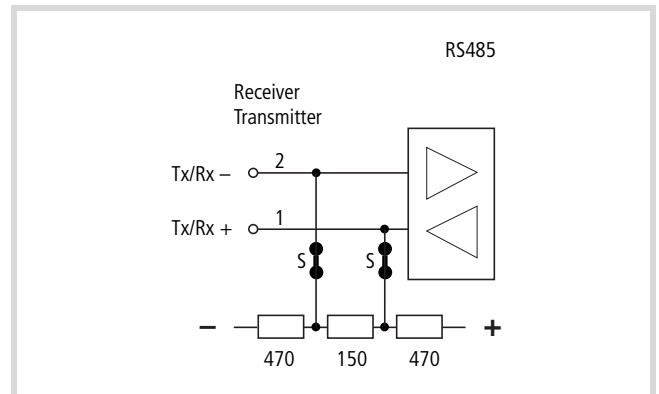 RS485
Receiver
Transmitter
Tx/Rx – 2
Tx/Rx + 1
S S
– +
470 150 470